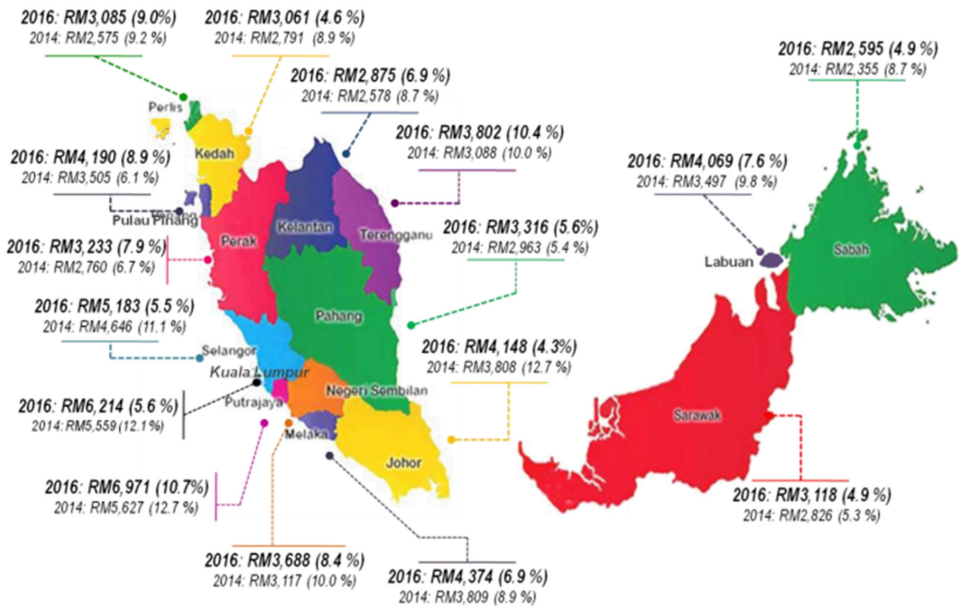 2016: RM3,085 (9.0%)
2014: RM2,575 (9.2 %)
2016: RM3,061 (4.6 %)
2014: RM2,791 (8.9 %)
2016: RM2,875 (6.9 %)
2014: RM2,578 (8.7 %)
2016: RM3,802 (10.4 %)
2014: RM3,088 (10.0 %)
2016: RM2,595 (4.9 %)
2014: RM2,355 (8.7 %)
Perlis
Kedah
2016: RM4,190 (8.9 %)
2014: RM3,505 (6.1 %)
Pulau Pinang
2016: RM4,069 (7.6 %)
2014: RM3,497 (9.8 %)
Kelantan
Terengganu
Perak
2016: RM3,316 (5.6%)
2014: RM2,963 (5.4 %)
2016: RM3,233 (7.9 %)
2014: RM2,760 (6.7 %)
Labuan
Sabah
2016: RM5,183 (5.5 %)
2014: RM4,646 (11.1 %)
Pahang
Selangor
Kuala Lumpur
2016: RM4,148 (4.3%)
2014: RM3,808 (12.7 %)
Putrajaya
Negeri Sembilan
2016: RM6,214 (5.6 %)
2014: RM5,559 (12.1%)
Melaka
Johor
Sarawak
2016: RM6,971 (10.7%)
2014: RM5,627 (12.7 %)
2016: RM3,118 (4.9 %)
2014: RM2,826 (5.3 %)
2016: RM3,688 (8.4 %)
2014: RM3,117 (10.0 %)
2016: RM4,374 (6.9 %)
2014: RM3,809 (8.9 %)